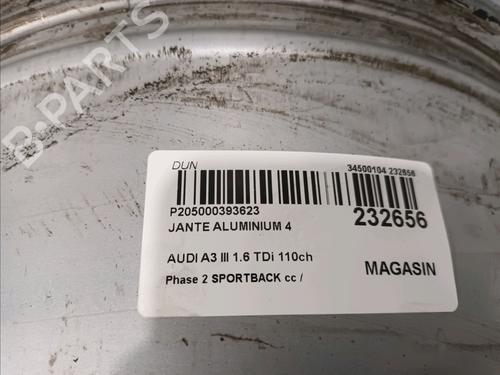 B-PARTS
DUN
34500104 232656
P205000393623
232656
JANTE ALUMINIUM 4
AUDI A3 III 1.6 TDi 110ch
MAGASIN
Phase 2 SPORTBACK cc /